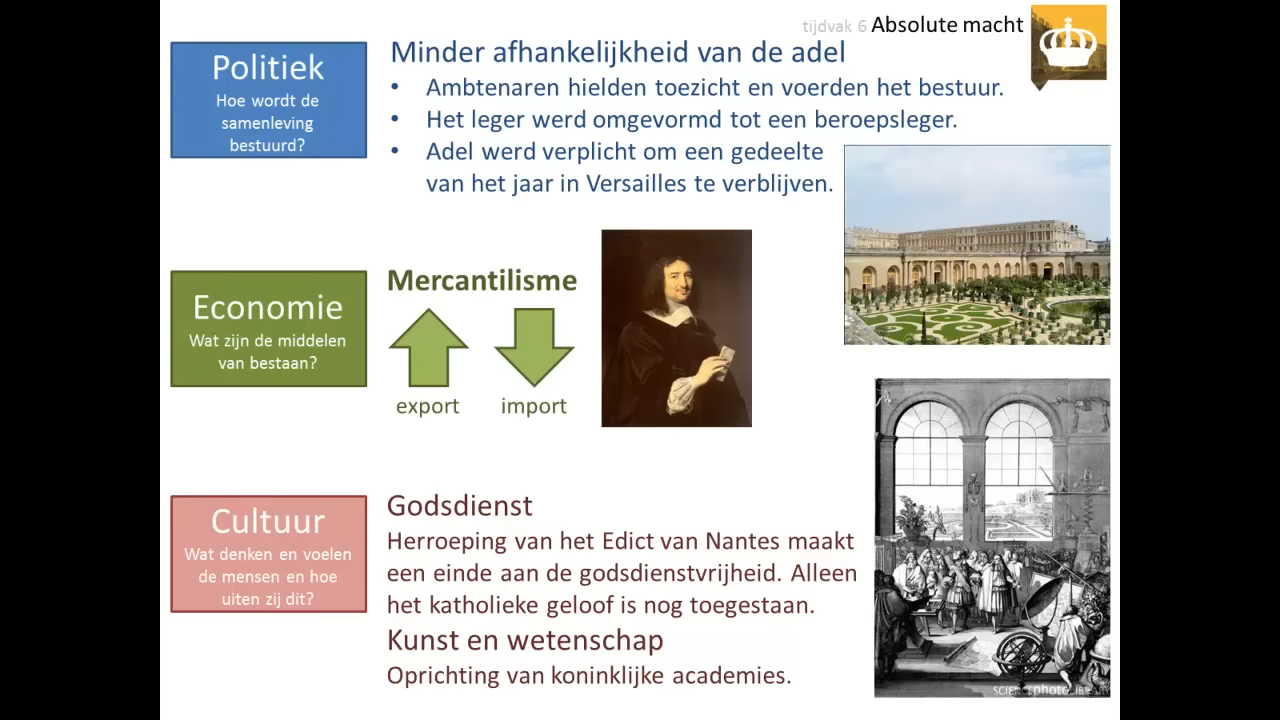 tijdvak 6 Absolute macht
Politiek
Hoe wordt de
samenleving
bestuurd?
Minder afhankelijkheid van de adel
• Ambtenaren hielden toezicht en voerden het bestuur.
• Het leger werd omgevormd tot een beroepsleger.
• Adel werd verplicht om een gedeelte
van het jaar in Versailles te verblijven.
Economie
Wat zijn de middelen
van bestaan?
Mercantilisme
export
import
Cultuur
Wat denken en voelen
de mensen en hoe
uiten zij dit?
Godsdienst
Herroeping van het Edict van Nantes maakt
een einde aan de godsdienstvrijheid. Alleen
het katholieke geloof is nog toegestaan.
Kunst en wetenschap
Oprichting van koninklijke academies.
SCIENCEphotoLIBRARY